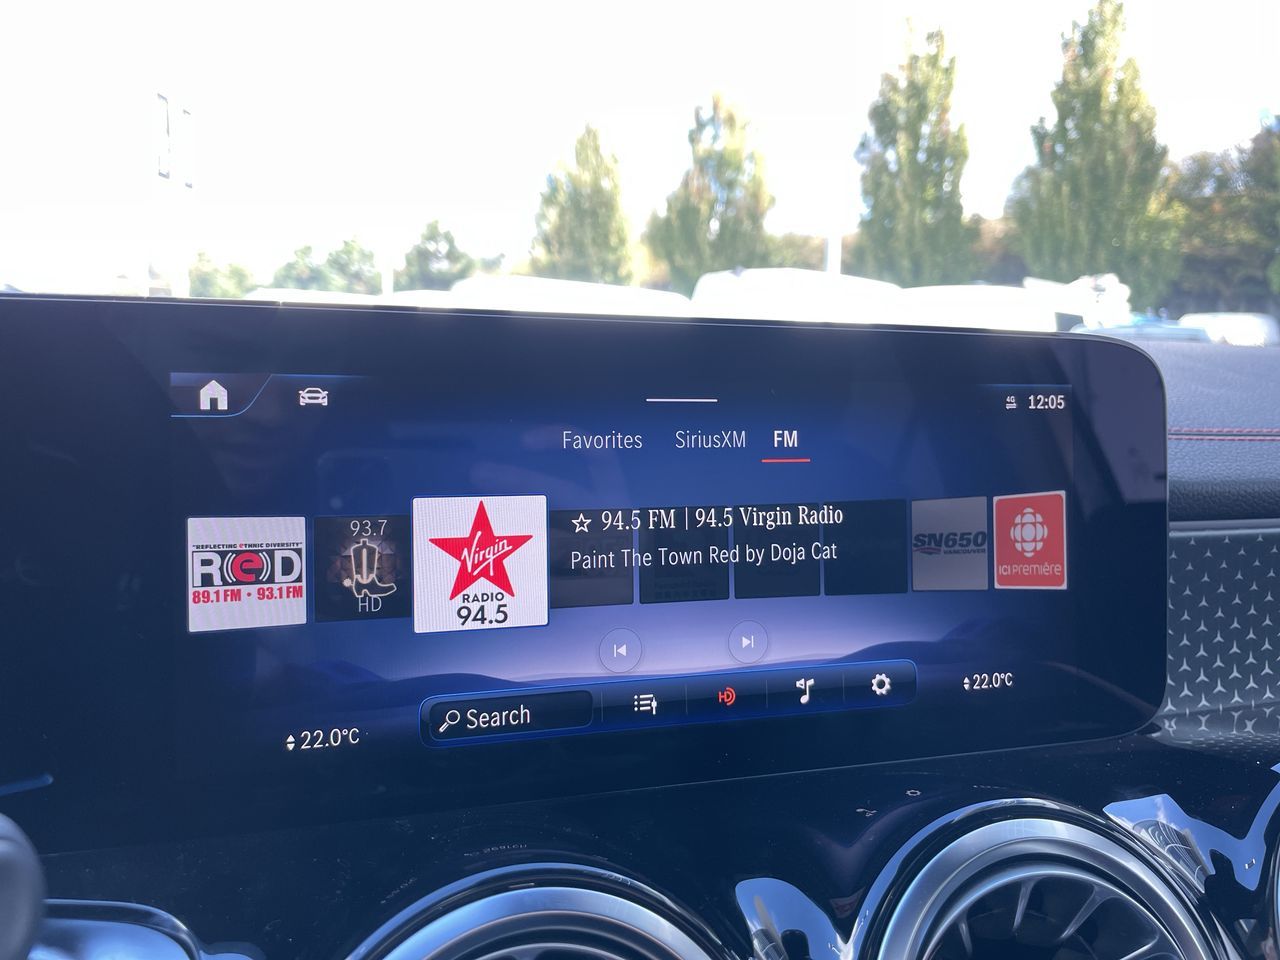 4G
12:05
Favorites SiriusXM FM
"REFLECTING eTHNIC DIVERSITY"
ReD
89.1 FM • 93.1 FM
93.7
HD
Virgin
RADIO
94.5
94.5 FM | 94.5 Virgin Radio
Paint The Town Red by Doja Cat
SN650
VANCOUVER
ICI PREMIÈRE
Search
22.0°C
22.0°C